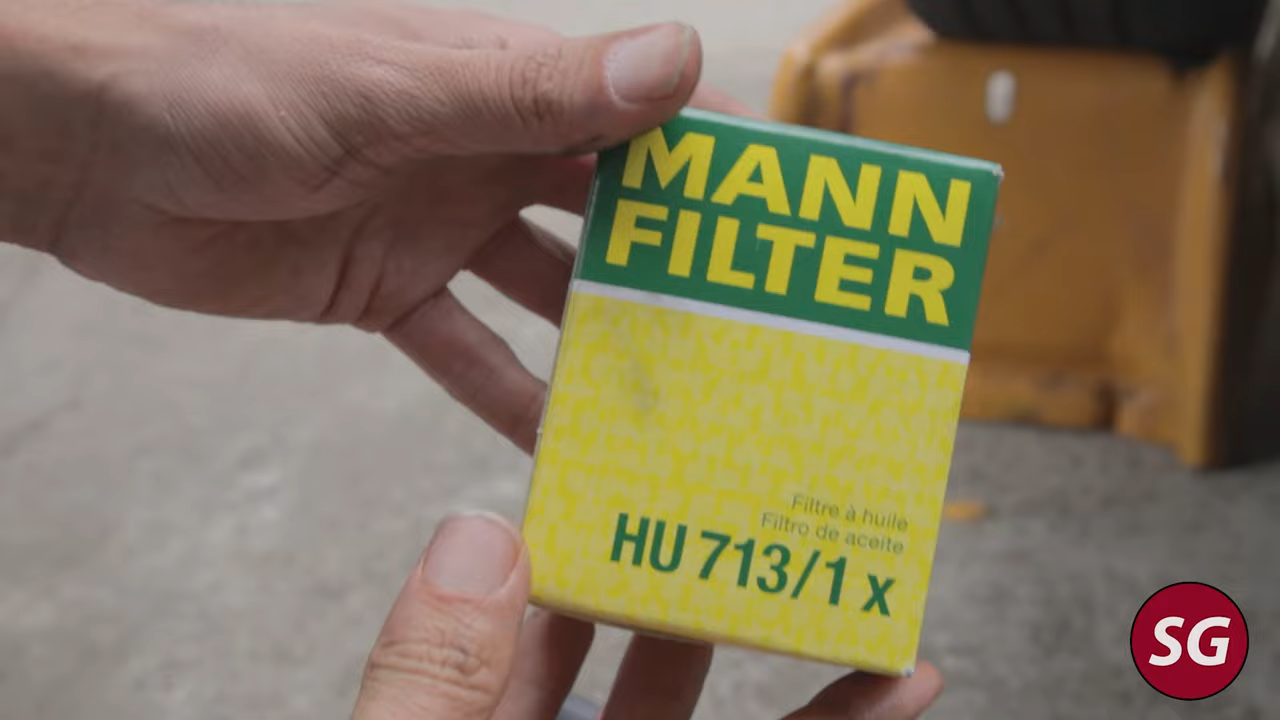 MANN
FILTER
Filtre à huile
Filtro de aceite
HU 713/1 x
SG